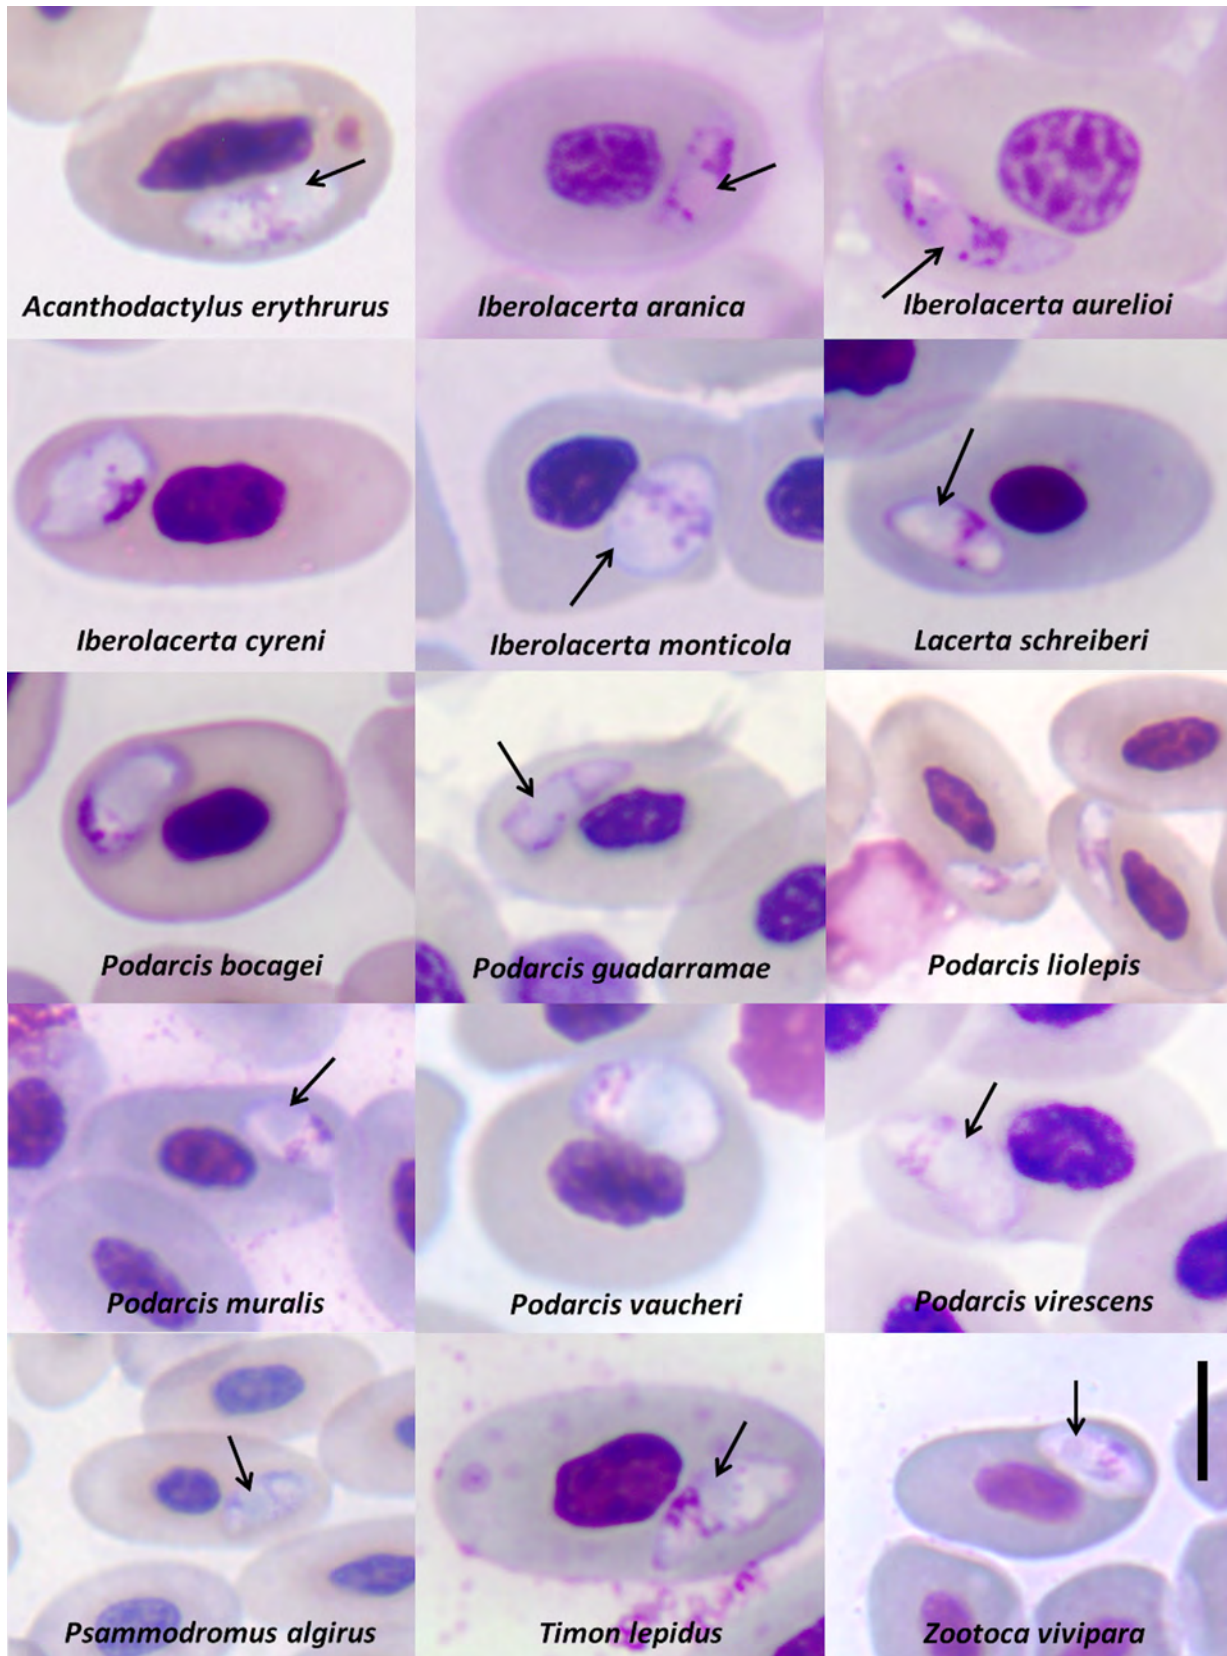 Acanthodactylus erythrurus
Iberolacerta aranica
Iberolacerta aurelioi
Iberolacerta cyreni
Iberolacerta monticola
Lacerta schreiberi
Podarcis bocagei
Podarcis guadarramae
Podarcis liolepis
Podarcis muralis
Podarcis vaucheri
Podarcis virescens
Psammodromus algirus
Timon lepidus
Zootoca vivipara